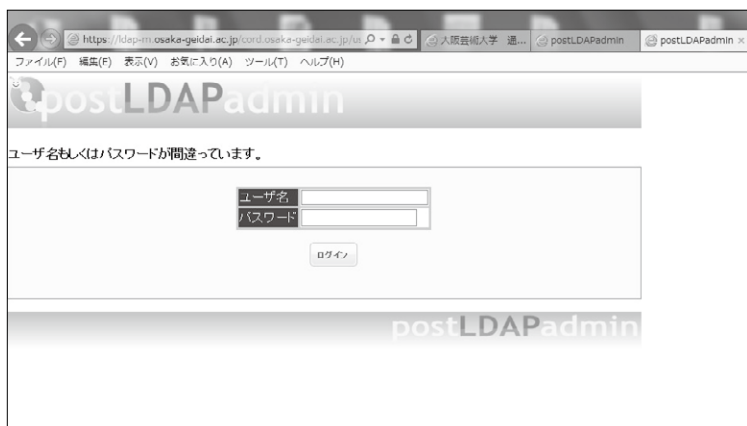 https://ldap-m.osaka-geidai.ac.jp/cord.osaka-geidai.ac.jp/us
大阪芸術大学 通...
postLDAPadmin
postLDAPadmin ×
ファイル(F) 編集(F) 表示(V) お気に入り(A) ツール(T) ヘルプ(H)
postLDAPadmin
ユーザ名もしくはパスワードが間違っています。
ユーザ名
パスワード
ログイン
postLDAPadmin